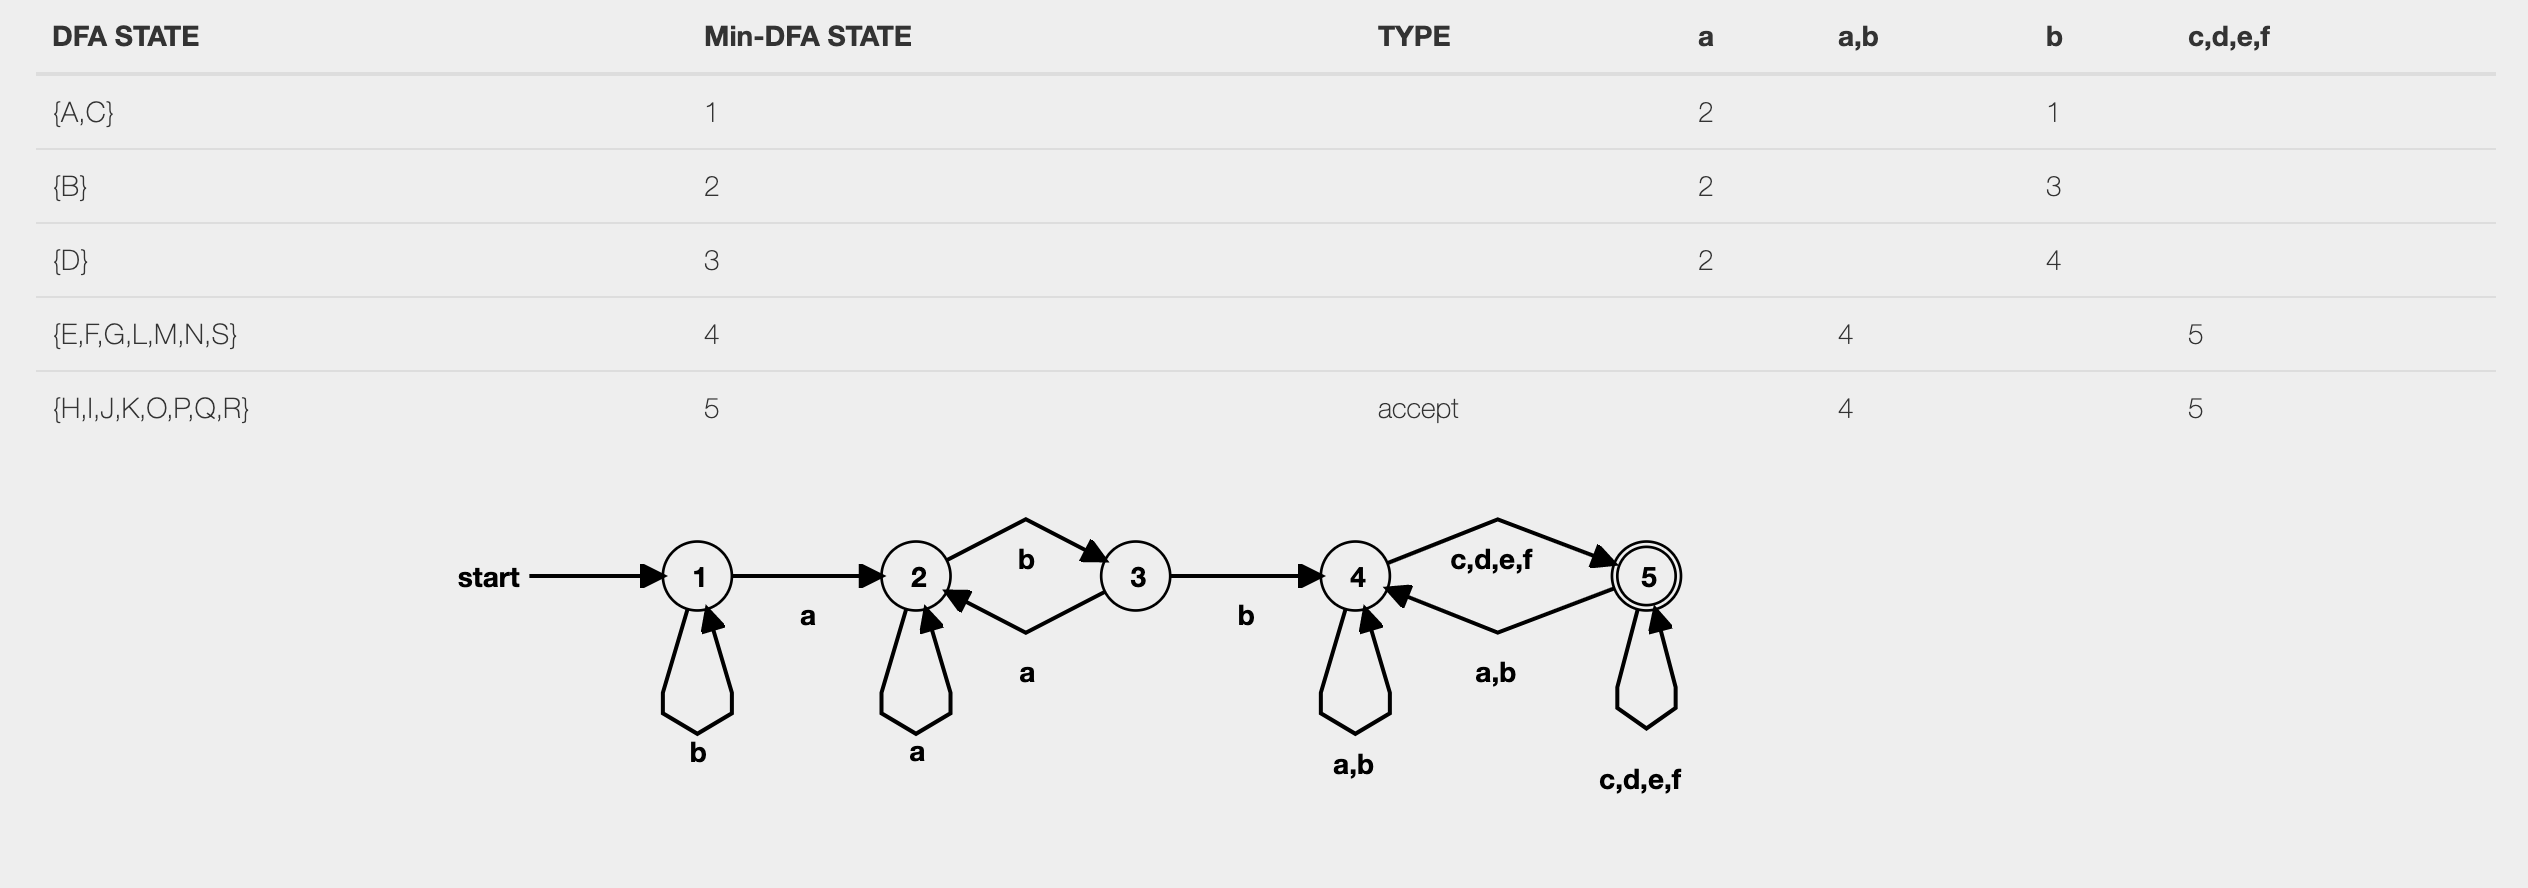 DFA STATE Min-DFA STATE TYPE a a,b b c,d,e,f
{A,C} 1 2 1
{B} 2 2 3
{D} 3 2 4
{E,F,G,L,M,N,S} 4 4 5
{H,I,J,K,O,P,Q,R} 5 accept 4 5
b c,d,e,f
start 1 2 3 4 5
a b
a a,b
b a a,b c,d,e,f